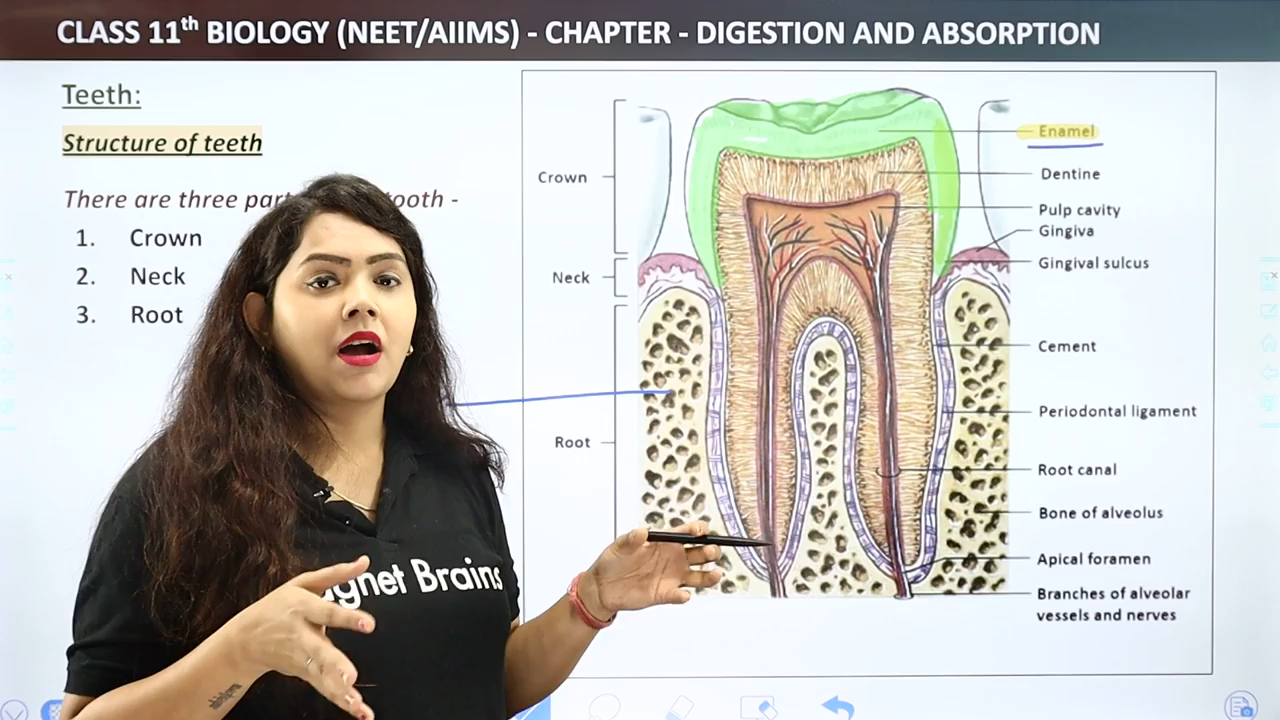 CLASS 11th BIOLOGY (NEET/AIIMS) - CHAPTER - DIGESTION AND ABSORPTION
Teeth:
Structure of teeth
There are three part tooth -
1. Crown
2. Neck
3. Root
Crown
Neck
Root
Enamel
Dentine
Pulp cavity
Gingiva
Gingival sulcus
Cement
Periodontal ligament
Root canal
Bone of alveolus
Apical foramen
Branches of alveolar
vessels and nerves
gnet Brains